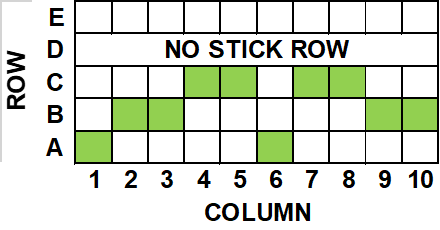 E
D NO STICK ROW
C
B
A
ROW
1 2 3 4 5 6 7 8 9 10
COLUMN